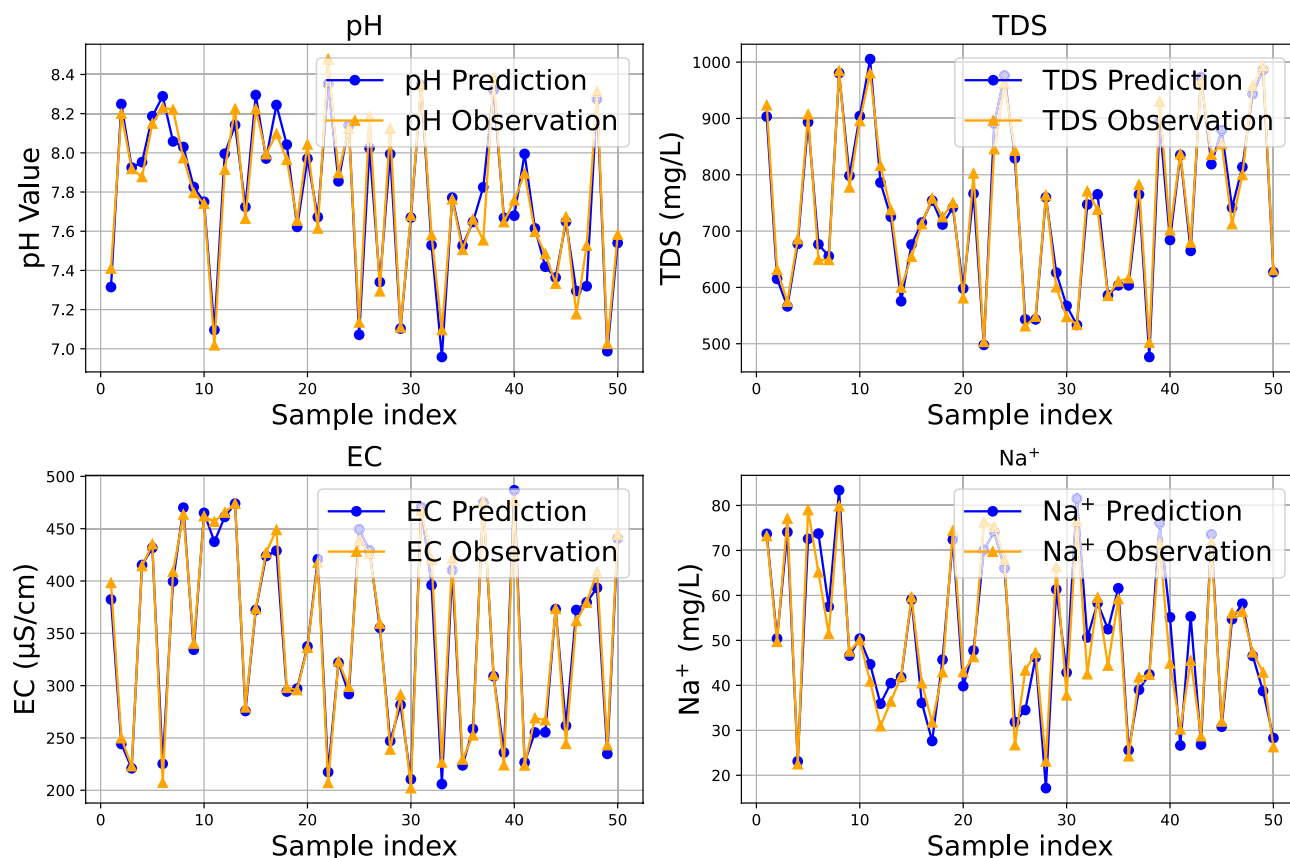 pH
pH Value
8.4
8.2
8.0
7.8
7.6
7.4
7.2
7.0
pH Prediction
pH Observation
0 10 20 30 40 50
Sample index
TDS
TDS (mg/L)
1000
900
800
700
600
500
TDS Prediction
TDS Observation
0 10 20 30 40 50
Sample index
EC
EC (μS/cm)
500
450
400
350
300
250
200
EC Prediction
EC Observation
0 10 20 30 40 50
Sample index
Na⁺
Na⁺ (mg/L)
80
70
60
50
40
30
20
Na⁺ Prediction
Na⁺ Observation
0 10 20 30 40 50
Sample index